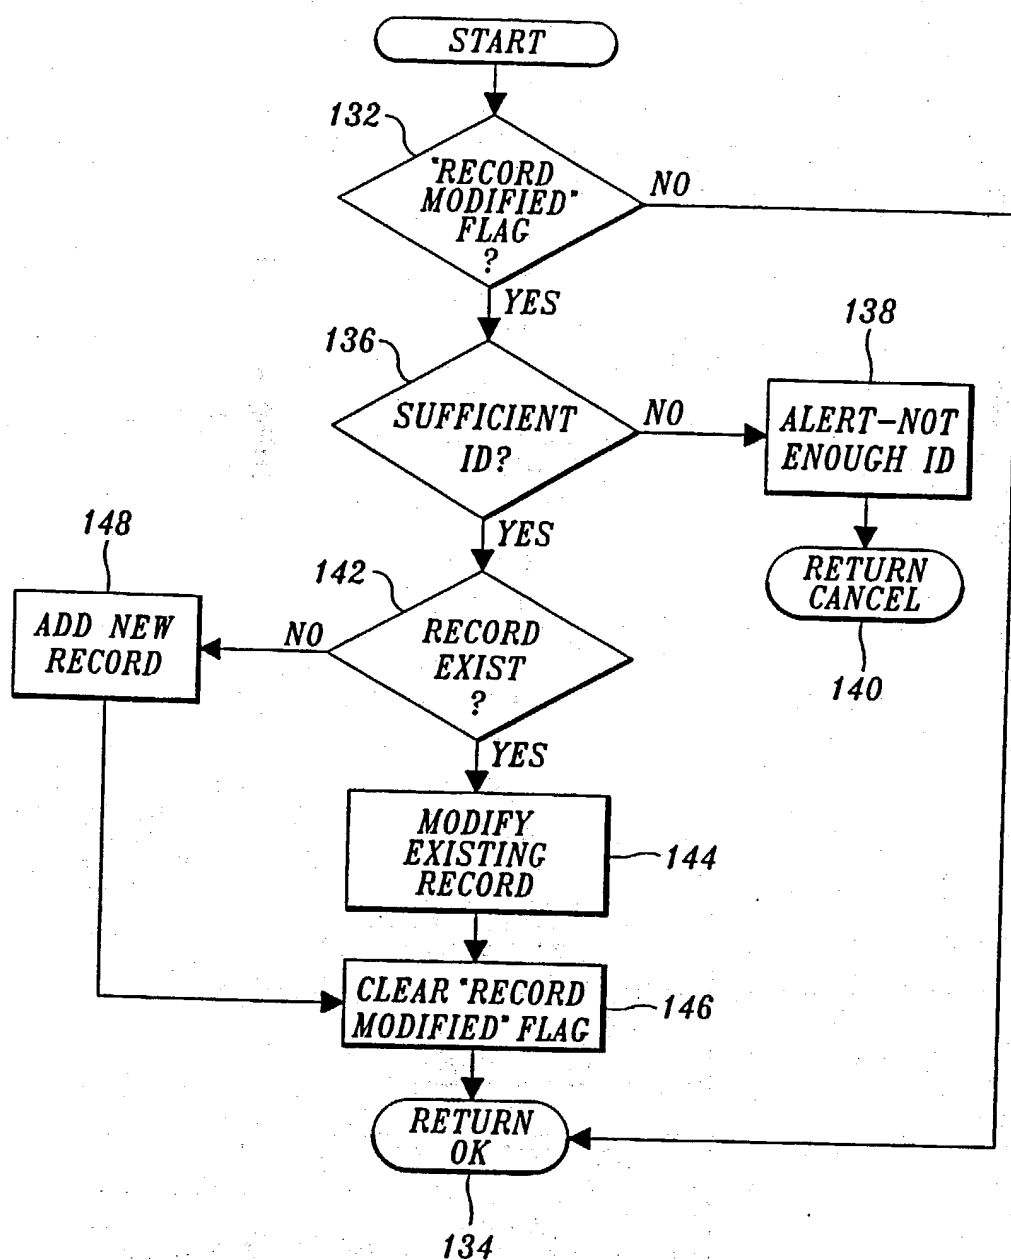 START
132
"RECORD
MODIFIED"
FLAG
?
NO
YES
136
SUFFICIENT
ID?
NO
138
ALERT-NOT
ENOUGH ID
YES
RETURN
CANCEL
140
148
ADD NEW
RECORD
142
NO
RECORD
EXIST
?
YES
MODIFY
EXISTING
RECORD
144
CLEAR "RECORD
MODIFIED" FLAG
146
RETURN
OK
134